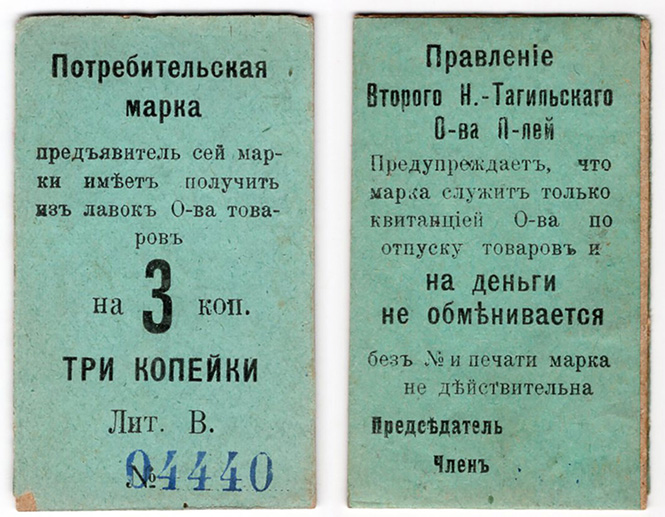 Потребительская
марка
предъявитель сей мар-
ки имѣетъ получить
изъ лавокъ О-ва това-
ровъ
на 3 коп.
ТРИ КОПЕЙКИ
Лит. В.
№ 04440
Правленіе
Второго Н.-Тагильскаго
О-ва П-лей
Предупреждаетъ, что
марка служитъ только
квитанціей О-ва по
отпуску товаровъ и
на деньги
не обмѣнивается
безъ № и печати марка
не дѣйствительна
Предсѣдатель
Членъ